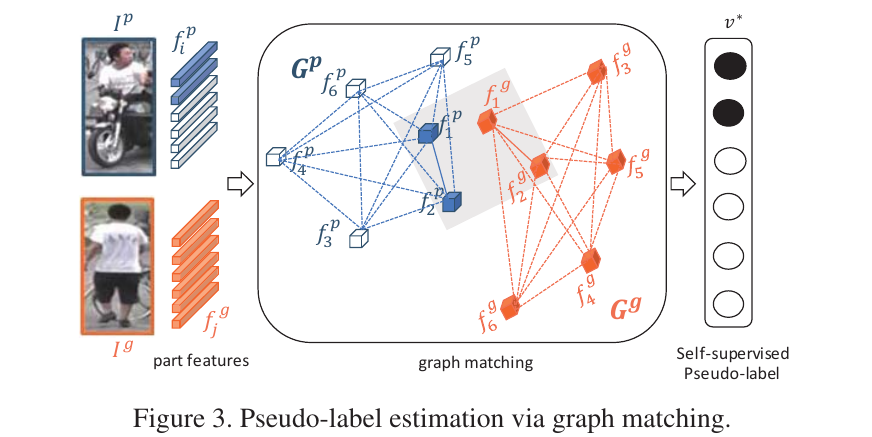 I^p
f_i^p
G^p
f_5^p
f_6^p
f_1^p
f_4^p
f_2^p
f_3^p
f_1^g
f_3^g
f_2^g
f_5^g
f_4^g
f_6^g
G^g
v*
I^g
f_j^g
part features
graph matching
Self-supervised
Pseudo-label
Figure 3. Pseudo-label estimation via graph matching.